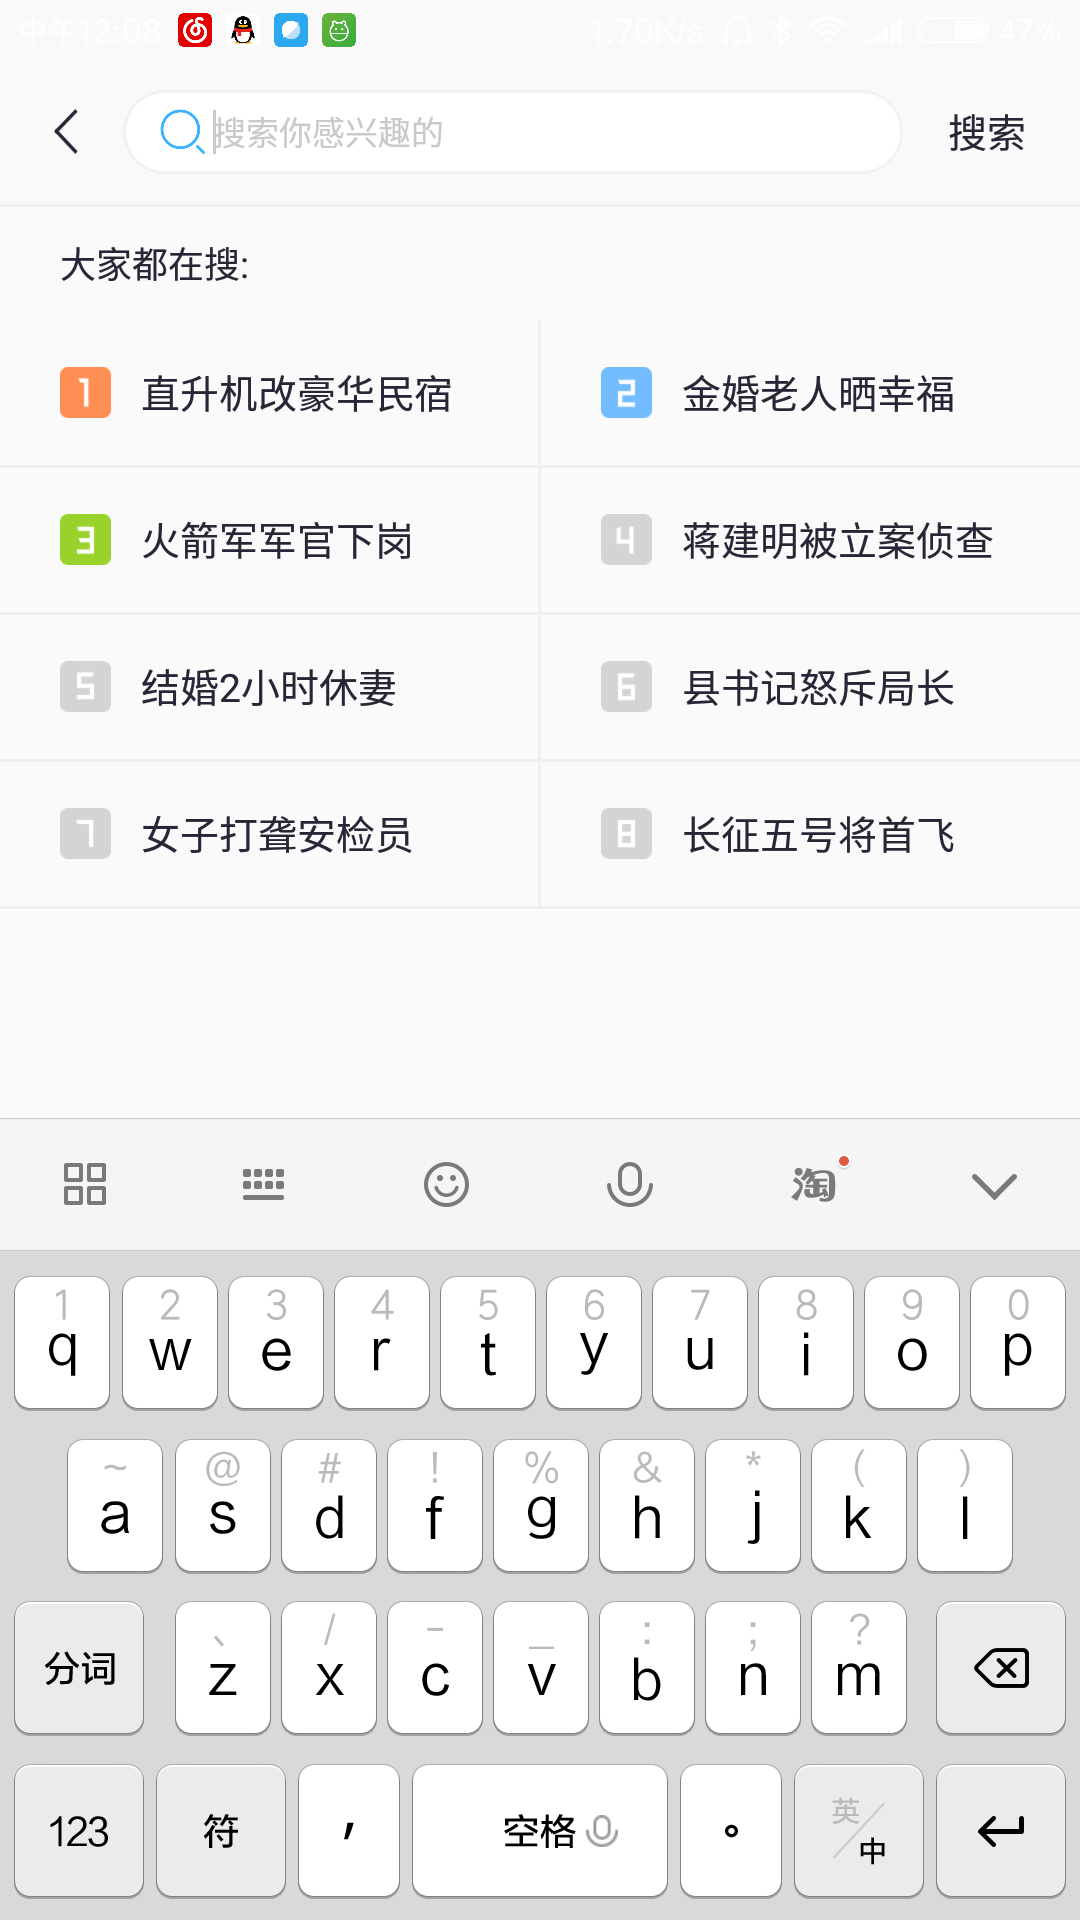 中午12:08 1.70K/s 47%
搜索你感兴趣的 搜索
大家都在搜:
1 直升机改豪华民宿 2 金婚老人晒幸福
3 火箭军军官下岗 4 蒋建明被立案侦查
5 结婚2小时休妻 6 县书记怒斥局长
7 女子打聋安检员 8 长征五号将首飞
淘
1 2 3 4 5 6 7 8 9 0
q w e r t y u i o p
~ @ # ! % & * ( )
a s d f g h j k l
、 / - _ : ; ?
分词 z x c v b n m
123 符 , 空格 。 英/中